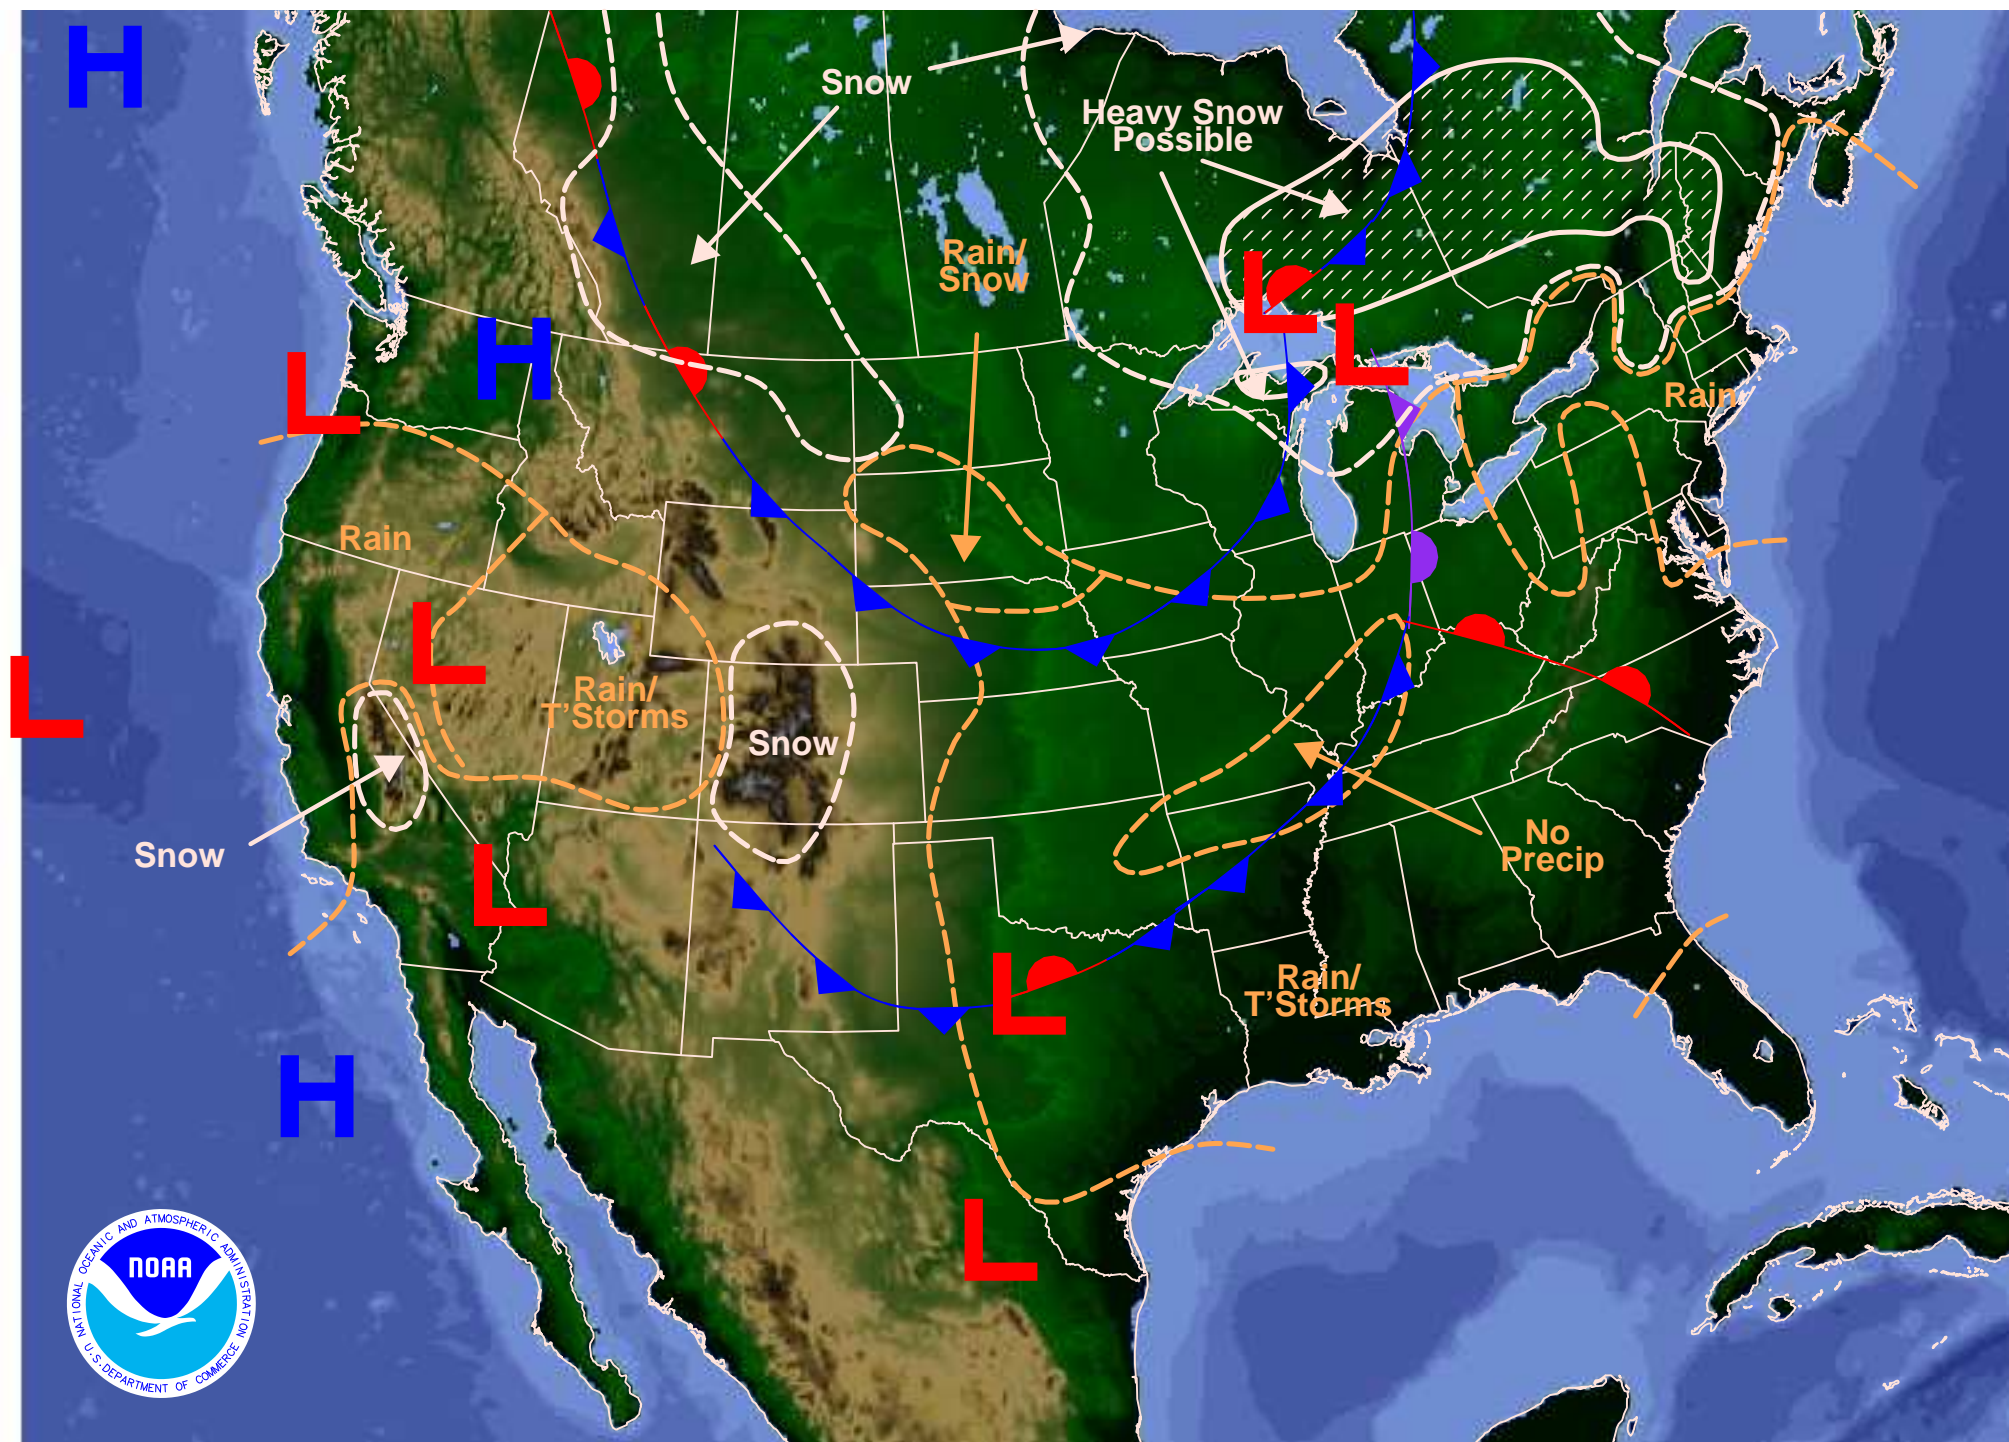 H
Snow
Heavy Snow
Possible
Rain/
Snow
H
L
L
L
Rain
Rain
L
L
Rain/
T'Storms
Snow
Snow
No
Precip
L
L
Rain/
T'Storms
H
L
NATIONAL OCEANIC AND ATMOSPHERIC ADMINISTRATION
NOAA
U.S. DEPARTMENT OF COMMERCE